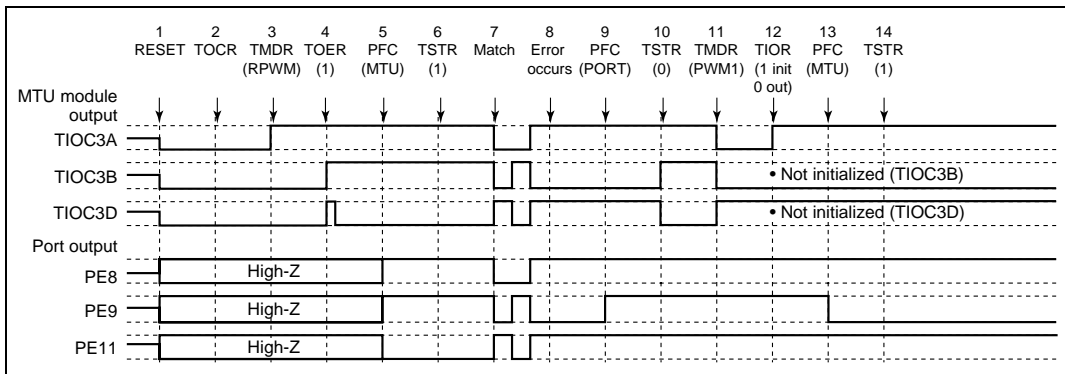 1 2 3 4 5 6 7 8 9 10 11 12 13 14
RESET TOCR TMDR TOER PFC TSTR Match Error PFC TSTR TMDR TIOR PFC TSTR
(RPWM) (1) (MTU) (1) occurs (PORT) (0) (PWM1) (1 init (MTU) (1)
0 out)
MTU module
output
TIOC3A
TIOC3B
• Not initialized (TIOC3B)
TIOC3D
• Not initialized (TIOC3D)
Port output
PE8
High-Z
PE9
High-Z
PE11
High-Z